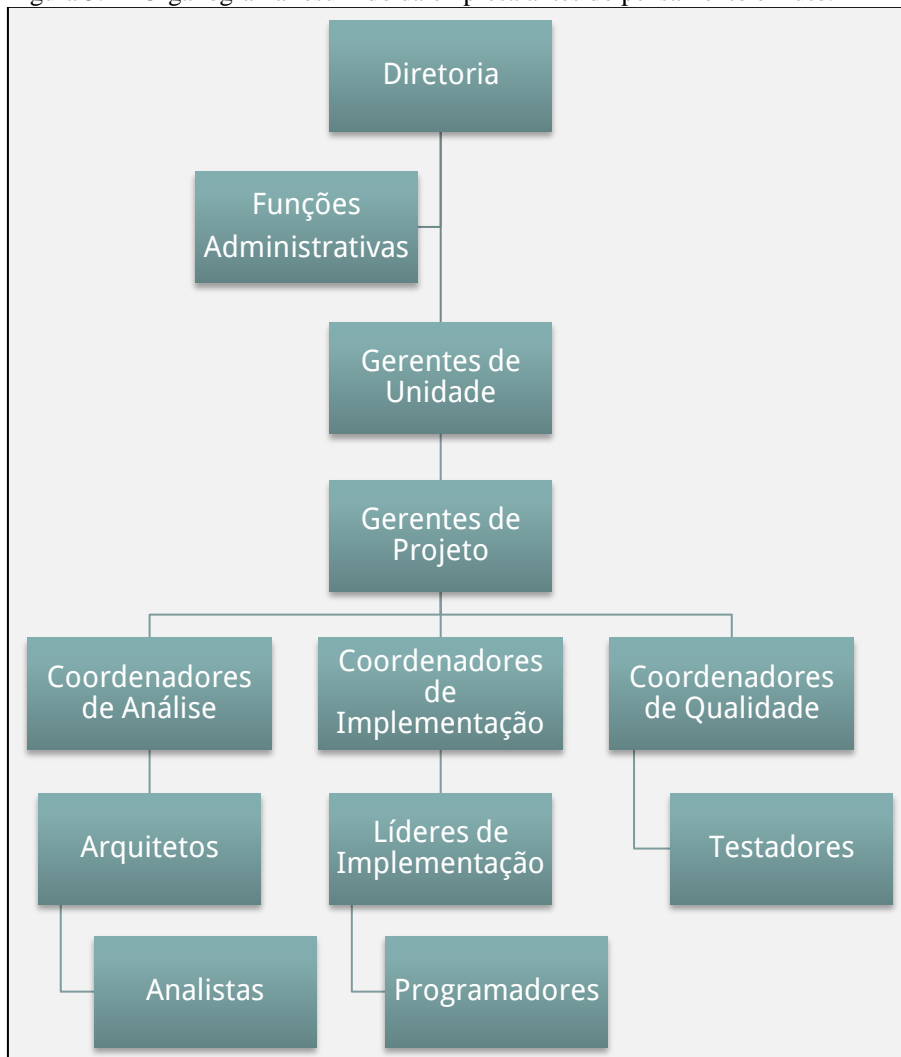 Diretoria
Funções
Administrativas
Gerentes de
Unidade
Gerentes de
Projeto
Coordenadores
de Análise
Coordenadores
de
Implementação
Coordenadores
de Qualidade
Arquitetos
Líderes de
Implementação
Testadores
Analistas
Programadores